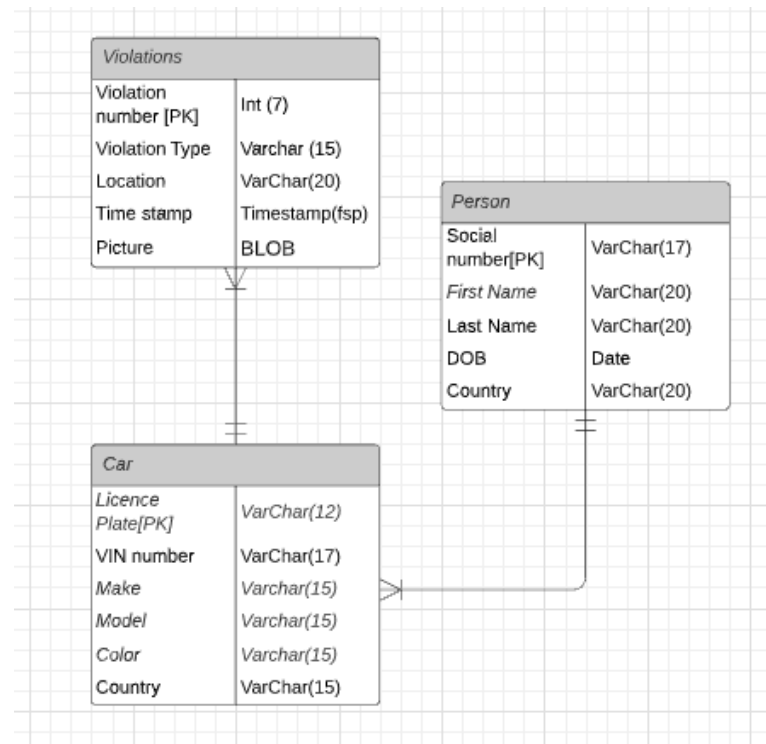 Violations
Violation
number [PK]
Int (7)
Violation Type
Varchar (15)
Location
VarChar(20)
Time stamp
Timestamp(fsp)
Picture
BLOB
Person
Social
number[PK]
VarChar(17)
First Name
VarChar(20)
Last Name
VarChar(20)
DOB
Date
Country
VarChar(20)
Car
Licence
Plate[PK]
VarChar(12)
VIN number
VarChar(17)
Make
Varchar(15)
Model
Varchar(15)
Color
Varchar(15)
Country
VarChar(15)